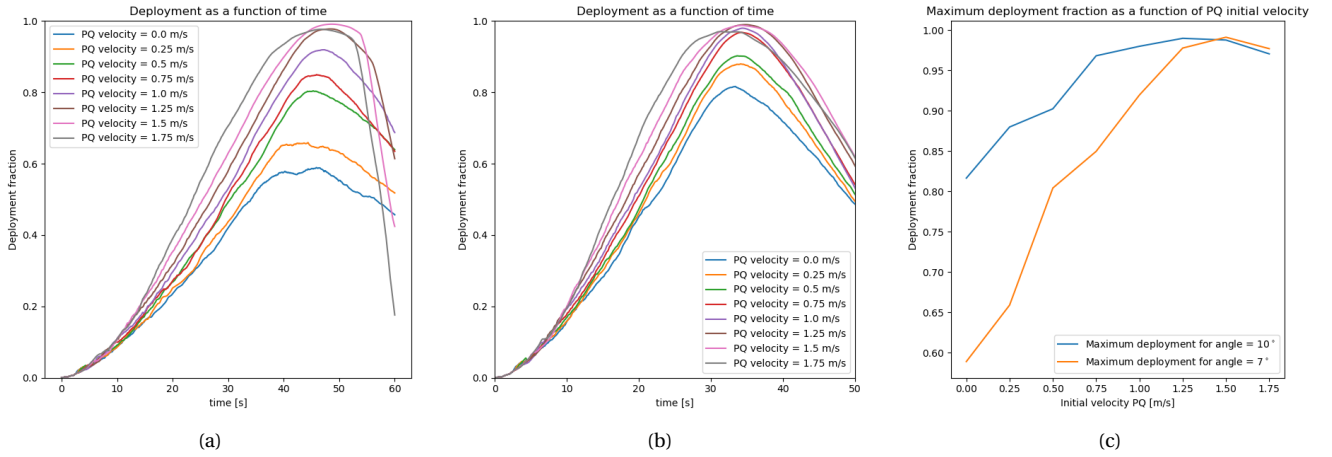 Deployment as a function of time
Deployment fraction
1.0
0.8
0.6
0.4
0.2
0.0
PQ velocity = 0.0 m/s
PQ velocity = 0.25 m/s
PQ velocity = 0.5 m/s
PQ velocity = 0.75 m/s
PQ velocity = 1.0 m/s
PQ velocity = 1.25 m/s
PQ velocity = 1.5 m/s
PQ velocity = 1.75 m/s
0 10 20 30 40 50 60
time [s]
(a)
Deployment as a function of time
Deployment fraction
1.0
0.8
0.6
0.4
0.2
0.0
PQ velocity = 0.0 m/s
PQ velocity = 0.25 m/s
PQ velocity = 0.5 m/s
PQ velocity = 0.75 m/s
PQ velocity = 1.0 m/s
PQ velocity = 1.25 m/s
PQ velocity = 1.5 m/s
PQ velocity = 1.75 m/s
0 10 20 30 40 50
time [s]
(b)
Maximum deployment fraction as a function of PQ initial velocity
Deployment fraction
1.00
0.95
0.90
0.85
0.80
0.75
0.70
0.65
0.60
Maximum deployment for angle = 10°
Maximum deployment for angle = 7°
0.00 0.25 0.50 0.75 1.00 1.25 1.50 1.75
Initial velocity PQ [m/s]
(c)